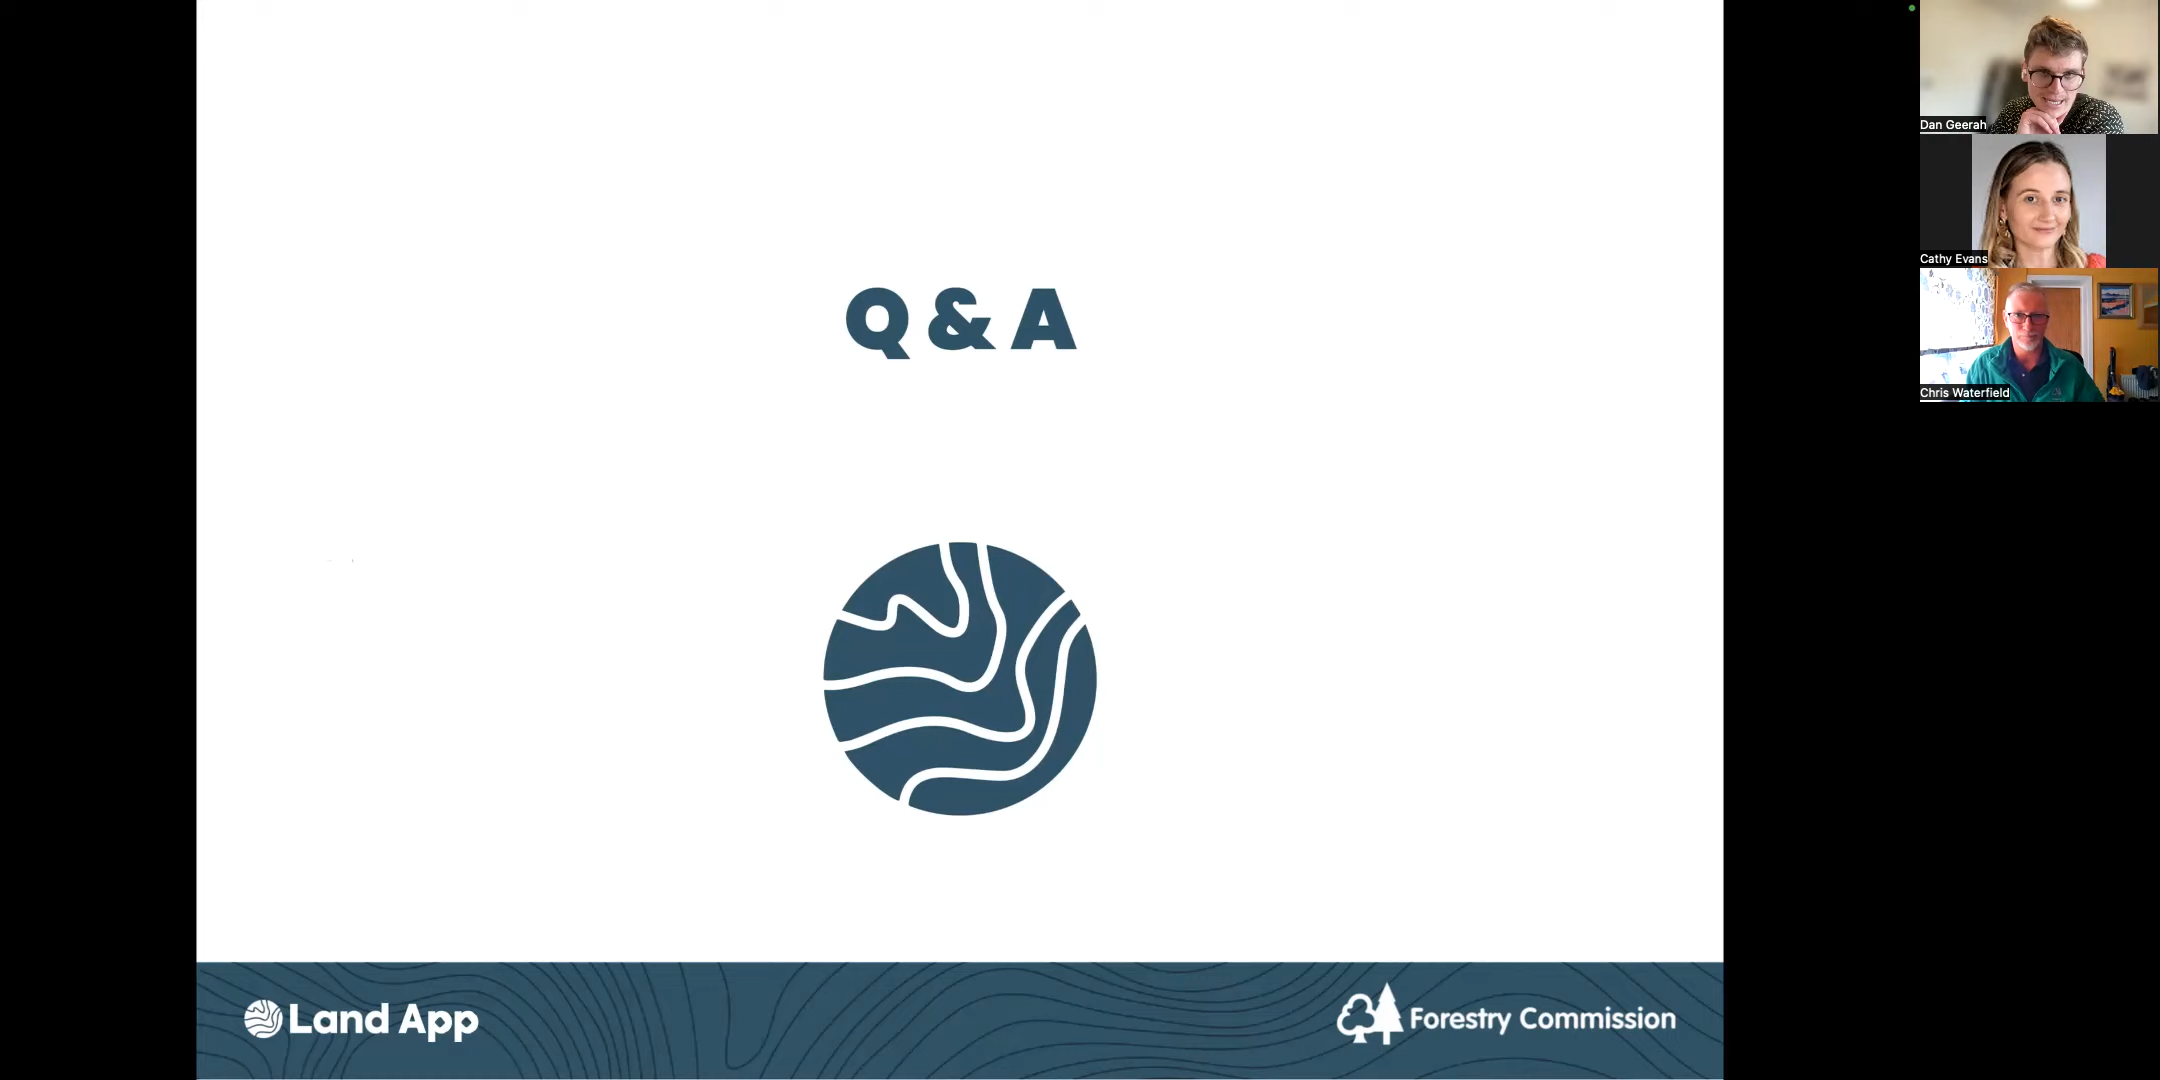 Q & A
Land App
Forestry Commission
Dan Geerah
Cathy Evans
Chris Waterfield